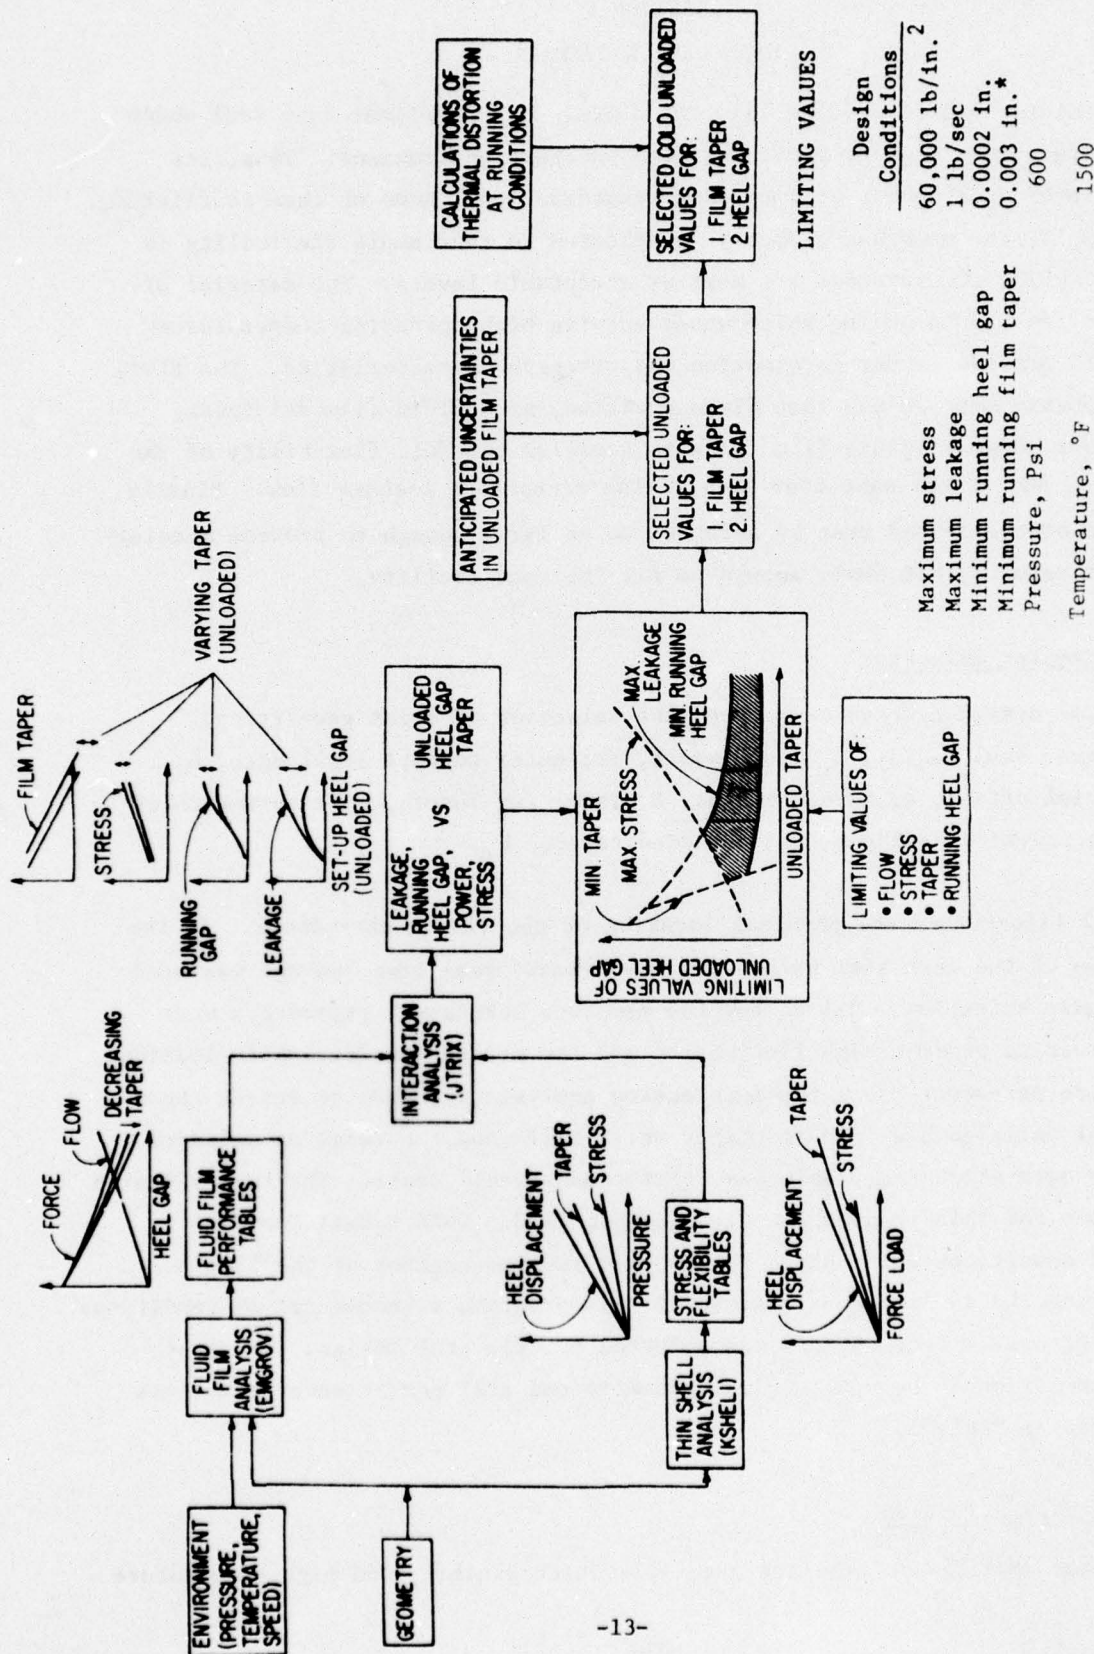 ENVIRONMENT
(PRESSURE,
TEMPERATURE,
SPEED)
GEOMETRY
FLUID
FILM
ANALYSIS
(EMGROV)
THIN SHELL
ANALYSIS
(KSHELI)
FORCE
FLOW
DECREASING
TAPER
HEEL GAP
FLUID FILM
PERFORMANCE
TABLES
HEEL
DISPLACEMENT
TAPER
STRESS
PRESSURE
STRESS AND
FLEXIBILITY
TABLES
HEEL
DISPLACEMENT
TAPER
STRESS
FORCE LOAD
INTERACTION
ANALYSIS
(JTRIX)
FILM TAPER
STRESS
RUNNING
GAP
LEAKAGE
SET-UP HEEL GAP
(UNLOADED)
VARYING TAPER
(UNLOADED)
LEAKAGE,
RUNNING
HEEL GAP, VS
POWER,
STRESS
UNLOADED
HEEL GAP
TAPER
LIMITING VALUES OF
UNLOADED HEEL GAP
MIN. TAPER
MAX. STRESS
MAX.
LEAKAGE
MIN. RUNNING
HEEL GAP
UNLOADED TAPER
LIMITING VALUES OF:
• FLOW
• STRESS
• TAPER
• RUNNING HEEL GAP
ANTICIPATED UNCERTAINTIES
IN UNLOADED FILM TAPER
SELECTED UNLOADED
VALUES FOR:
1. FILM TAPER
2. HEEL GAP
CALCULATIONS OF
THERMAL DISTORTION
AT RUNNING
CONDITIONS
SELECTED COLD UNLOADED
VALUES FOR:
1 FILM TAPER
2 HEEL GAP
LIMITING VALUES
Design
Conditions
Maximum stress 60,000 lb/in.2
Maximum leakage 1 lb/sec
Minimum running heel gap 0.0002 in.
Minimum running film taper 0.003 in.*
Pressure, Psi 600
Temperature, °F 1500
-13-